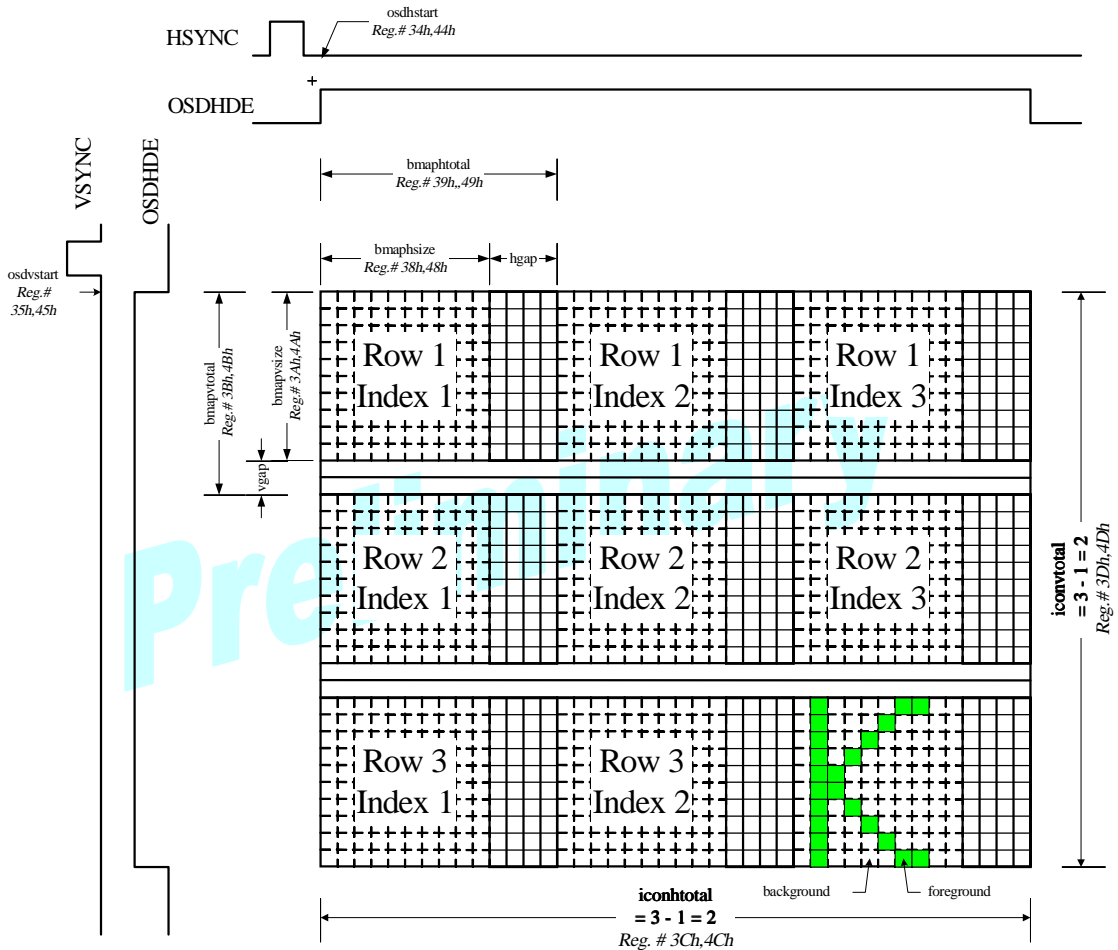 osdhstart
Reg.# 34h,44h
HSYNC
+
OSDHDE
VSYNC
OSDHDE
bmaphtotal
Reg.# 39h,,49h
bmaphsize
Reg.# 38h,48h
hgap
osdvstart
Reg.#
35h,45h
bmapvtotal
Reg.# 3Bh,4Bh
bmapvsize
Reg.# 3Ah,4Ah
vgap
Row 1
Index 1
Row 1
Index 2
Row 1
Index 3
Row 2
Index 1
Row 2
Index 2
Row 2
Index 3
Row 3
Index 1
Row 3
Index 2
K
background
foreground
iconvtotal
= 3 - 1 = 2
Reg.# 3Dh,4Dh
iconhtotal
= 3 - 1 = 2
Reg. # 3Ch,4Ch
Preliminary